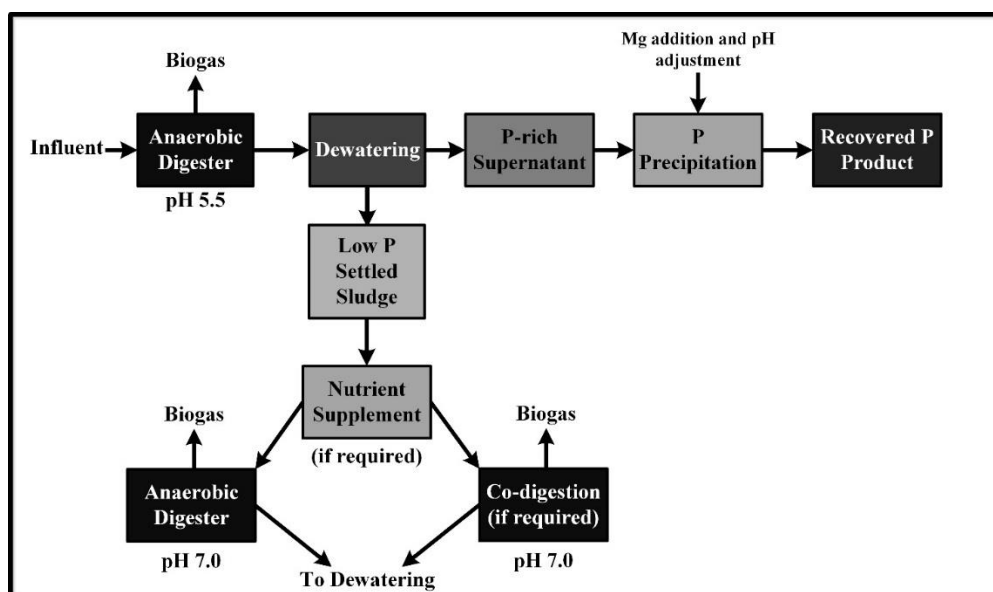 Mg addition and pH
adjustment
Biogas
Influent
Anaerobic
Digester
pH 5.5
Dewatering
P-rich
Supernatant
P
Precipitation
Recovered P
Product
Low P
Settled
Sludge
Nutrient
Supplement
(if required)
Biogas
Anaerobic
Digester
pH 7.0
Biogas
Co-digestion
(if required)
pH 7.0
To Dewatering